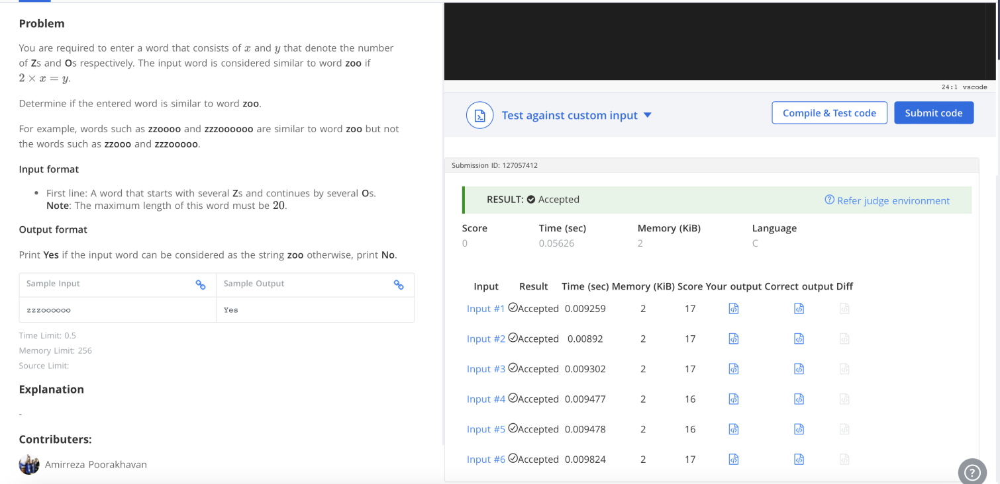 Problem
You are required to enter a word that consists of x and y that denote the number
of Zs and Os respectively. The input word is considered similar to word zoo if
2 × x = y.
Determine if the entered word is similar to word zoo.
For example, words such as zzoooo and zzzoooooo are similar to word zoo but not
the words such as zzooo and zzzooooo.
Input format
• First line: A word that starts with several Zs and continues by several Os.
Note: The maximum length of this word must be 20.
Output format
Print Yes if the input word can be considered as the string zoo otherwise, print No.
Sample Input Sample Output
zzzoooooo Yes
Time Limit: 0.5
Memory Limit: 256
Source Limit:
Explanation
-
Contributers:
Amirreza Poorakhavan
24:1 vscode
Test against custom input Compile & Test code Submit code
Submission ID: 127057412
RESULT: Accepted Refer judge environment
Score Time (sec) Memory (KiB) Language
0 0.05626 2 C
Input Result Time (sec) Memory (KiB) Score Your output Correct output Diff
Input #1 Accepted 0.009259 2 17
Input #2 Accepted 0.00892 2 17
Input #3 Accepted 0.009302 2 17
Input #4 Accepted 0.009477 2 16
Input #5 Accepted 0.009478 2 16
Input #6 Accepted 0.009824 2 17